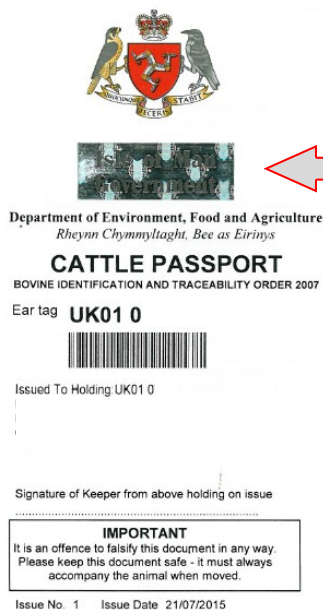 QUOCUNQUE
JECERIS
STABIT
Isle of Man
Government
Department of Environment, Food and Agriculture
Rheynn Chymmyltaght, Bee as Eirinys
CATTLE PASSPORT
BOVINE IDENTIFICATION AND TRACEABILITY ORDER 2007
Ear tag UK01 0
Issued To Holding:UK01 0
Signature of Keeper from above holding on issue
IMPORTANT
It is an offence to falsify this document in any way.
Please keep this document safe - it must always
accompany the animal when moved.
Issue No. 1 Issue Date 21/07/2015